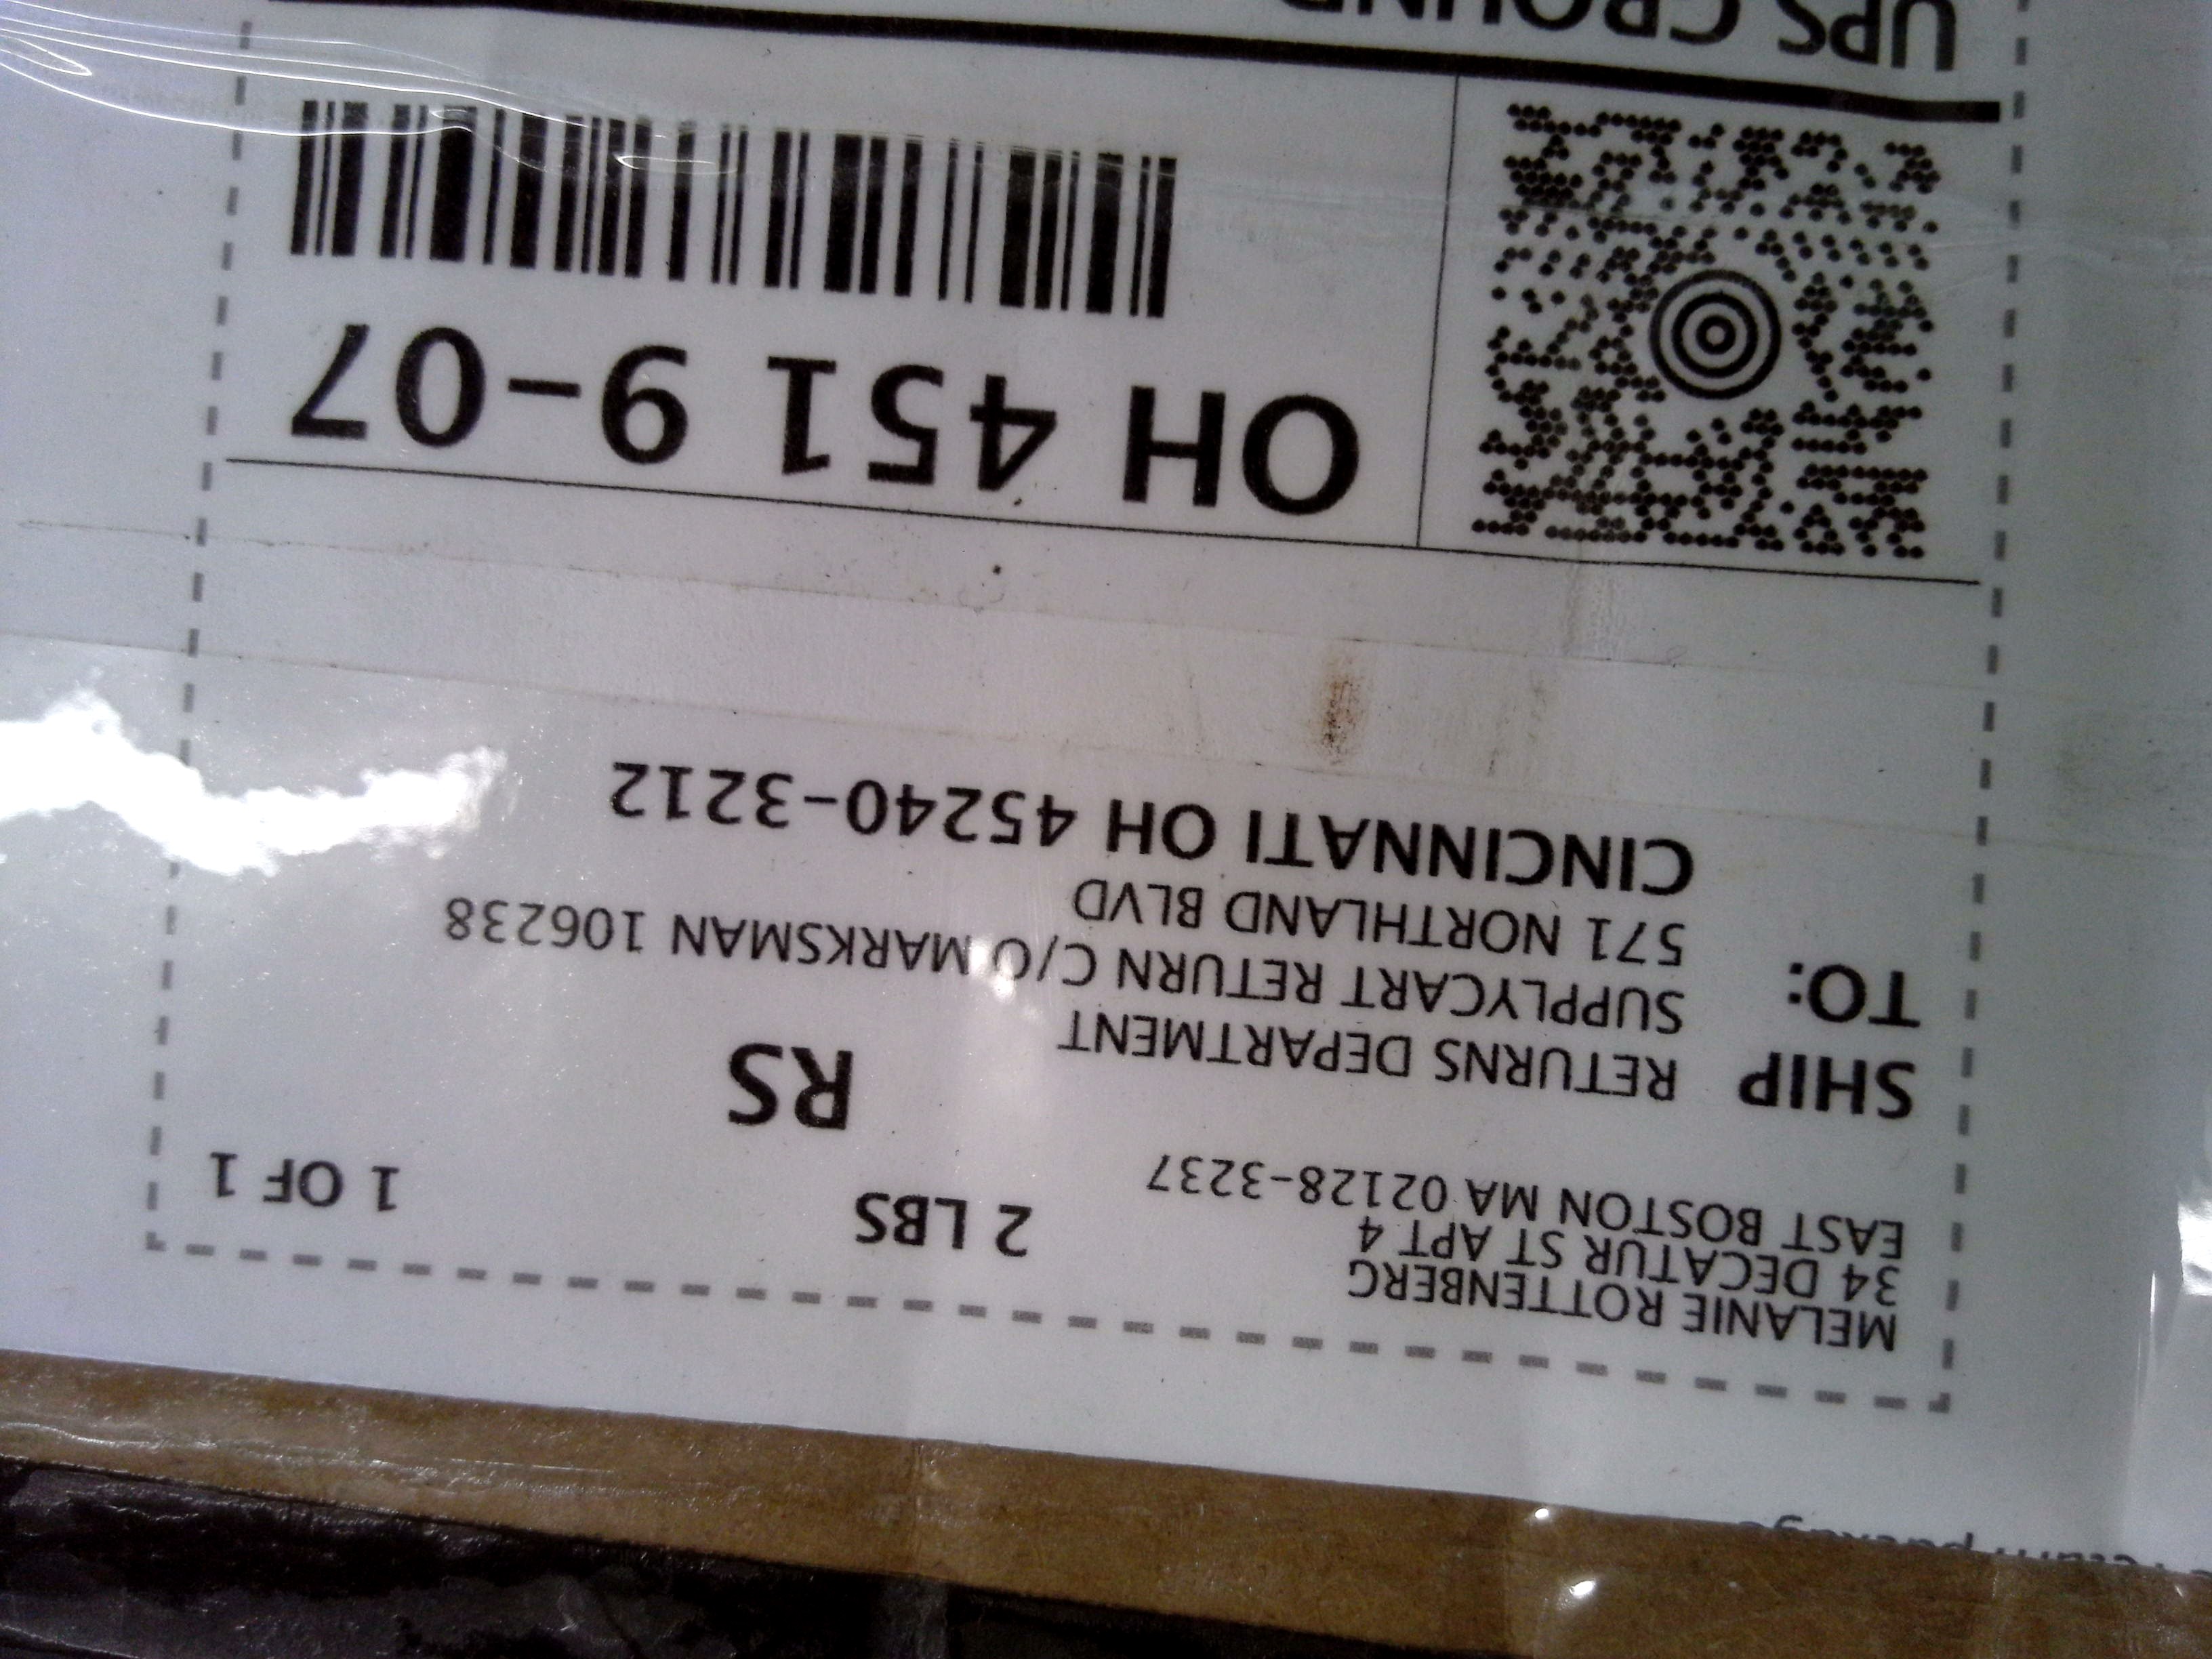 MELANIE ROTTENBERG
34 DECATUR ST APT 4
EAST BOSTON MA 02128-3237
2 LBS
1 OF 1
RS
SHIP
TO:
RETURNS DEPARTMENT
SUPPLYCART RETURN C/O MARKSMAN 106238
571 NORTHLAND BLVD
CINCINNATI OH 45240-3212
OH 451 9-07
UPS GROUND